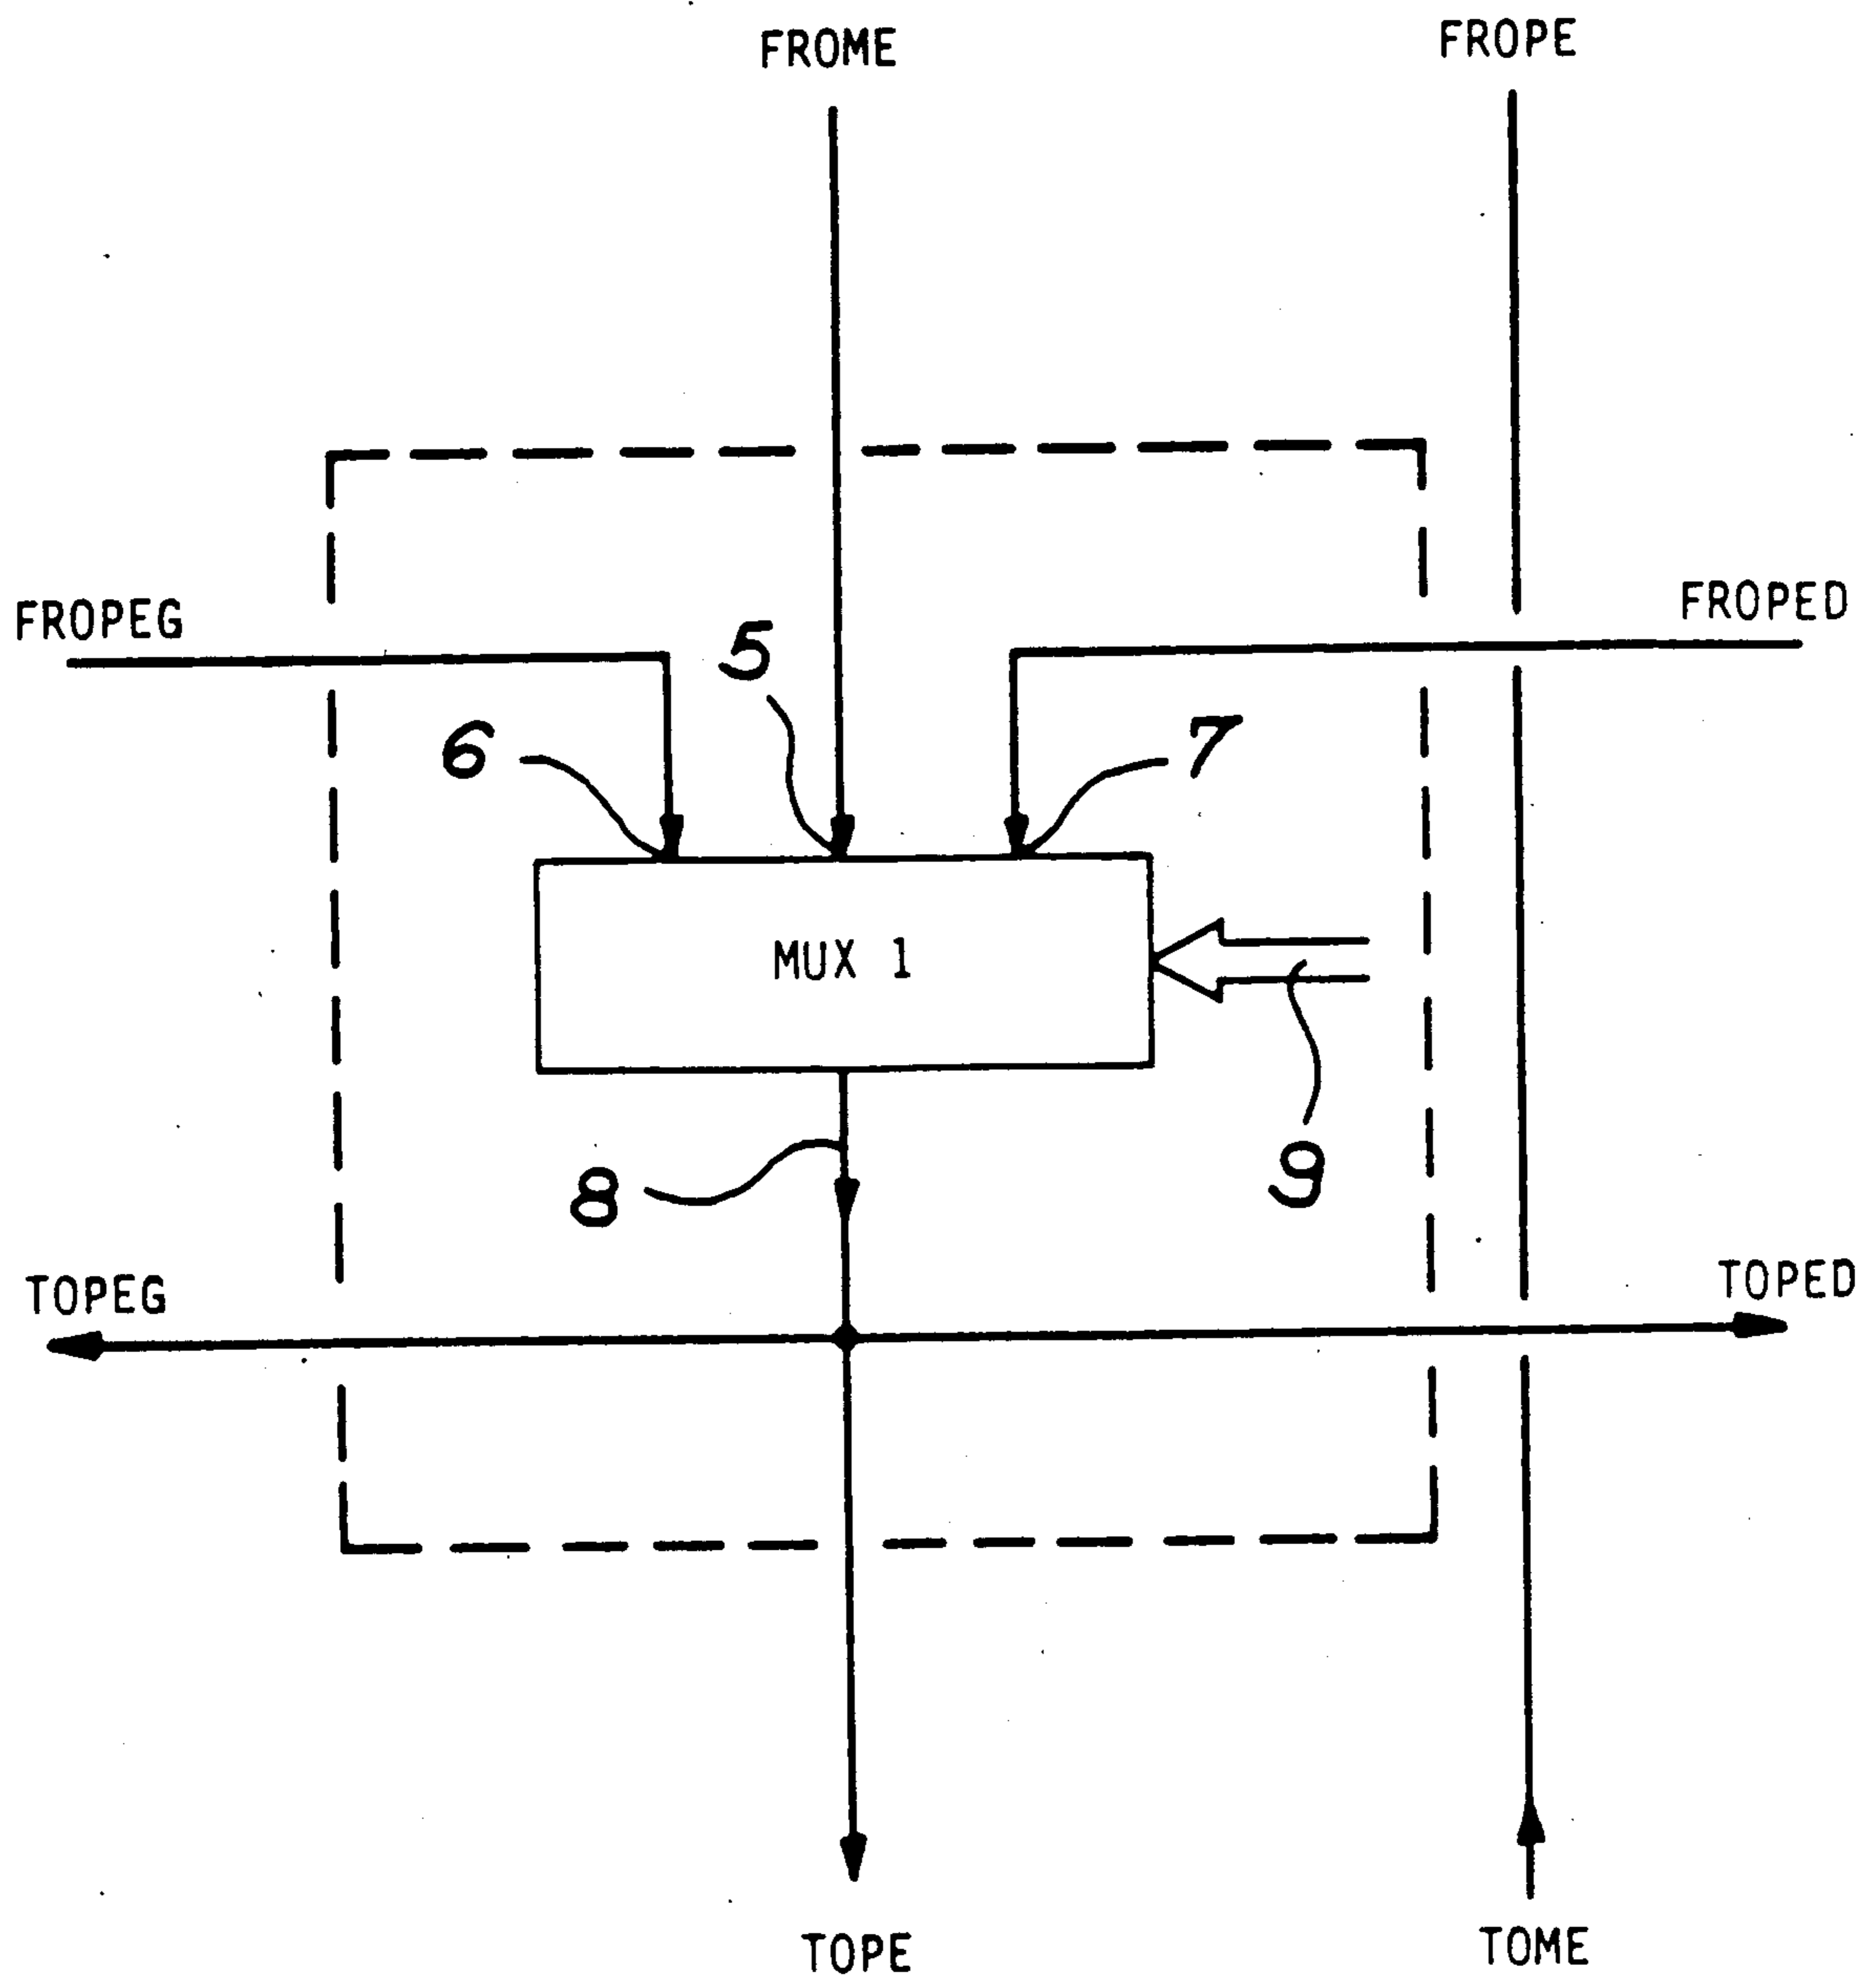 FROME
FROPE
FROPEG
FROPED
5
6
7
MUX 1
8
9
TOPEG
TOPED
TOPE
TOME